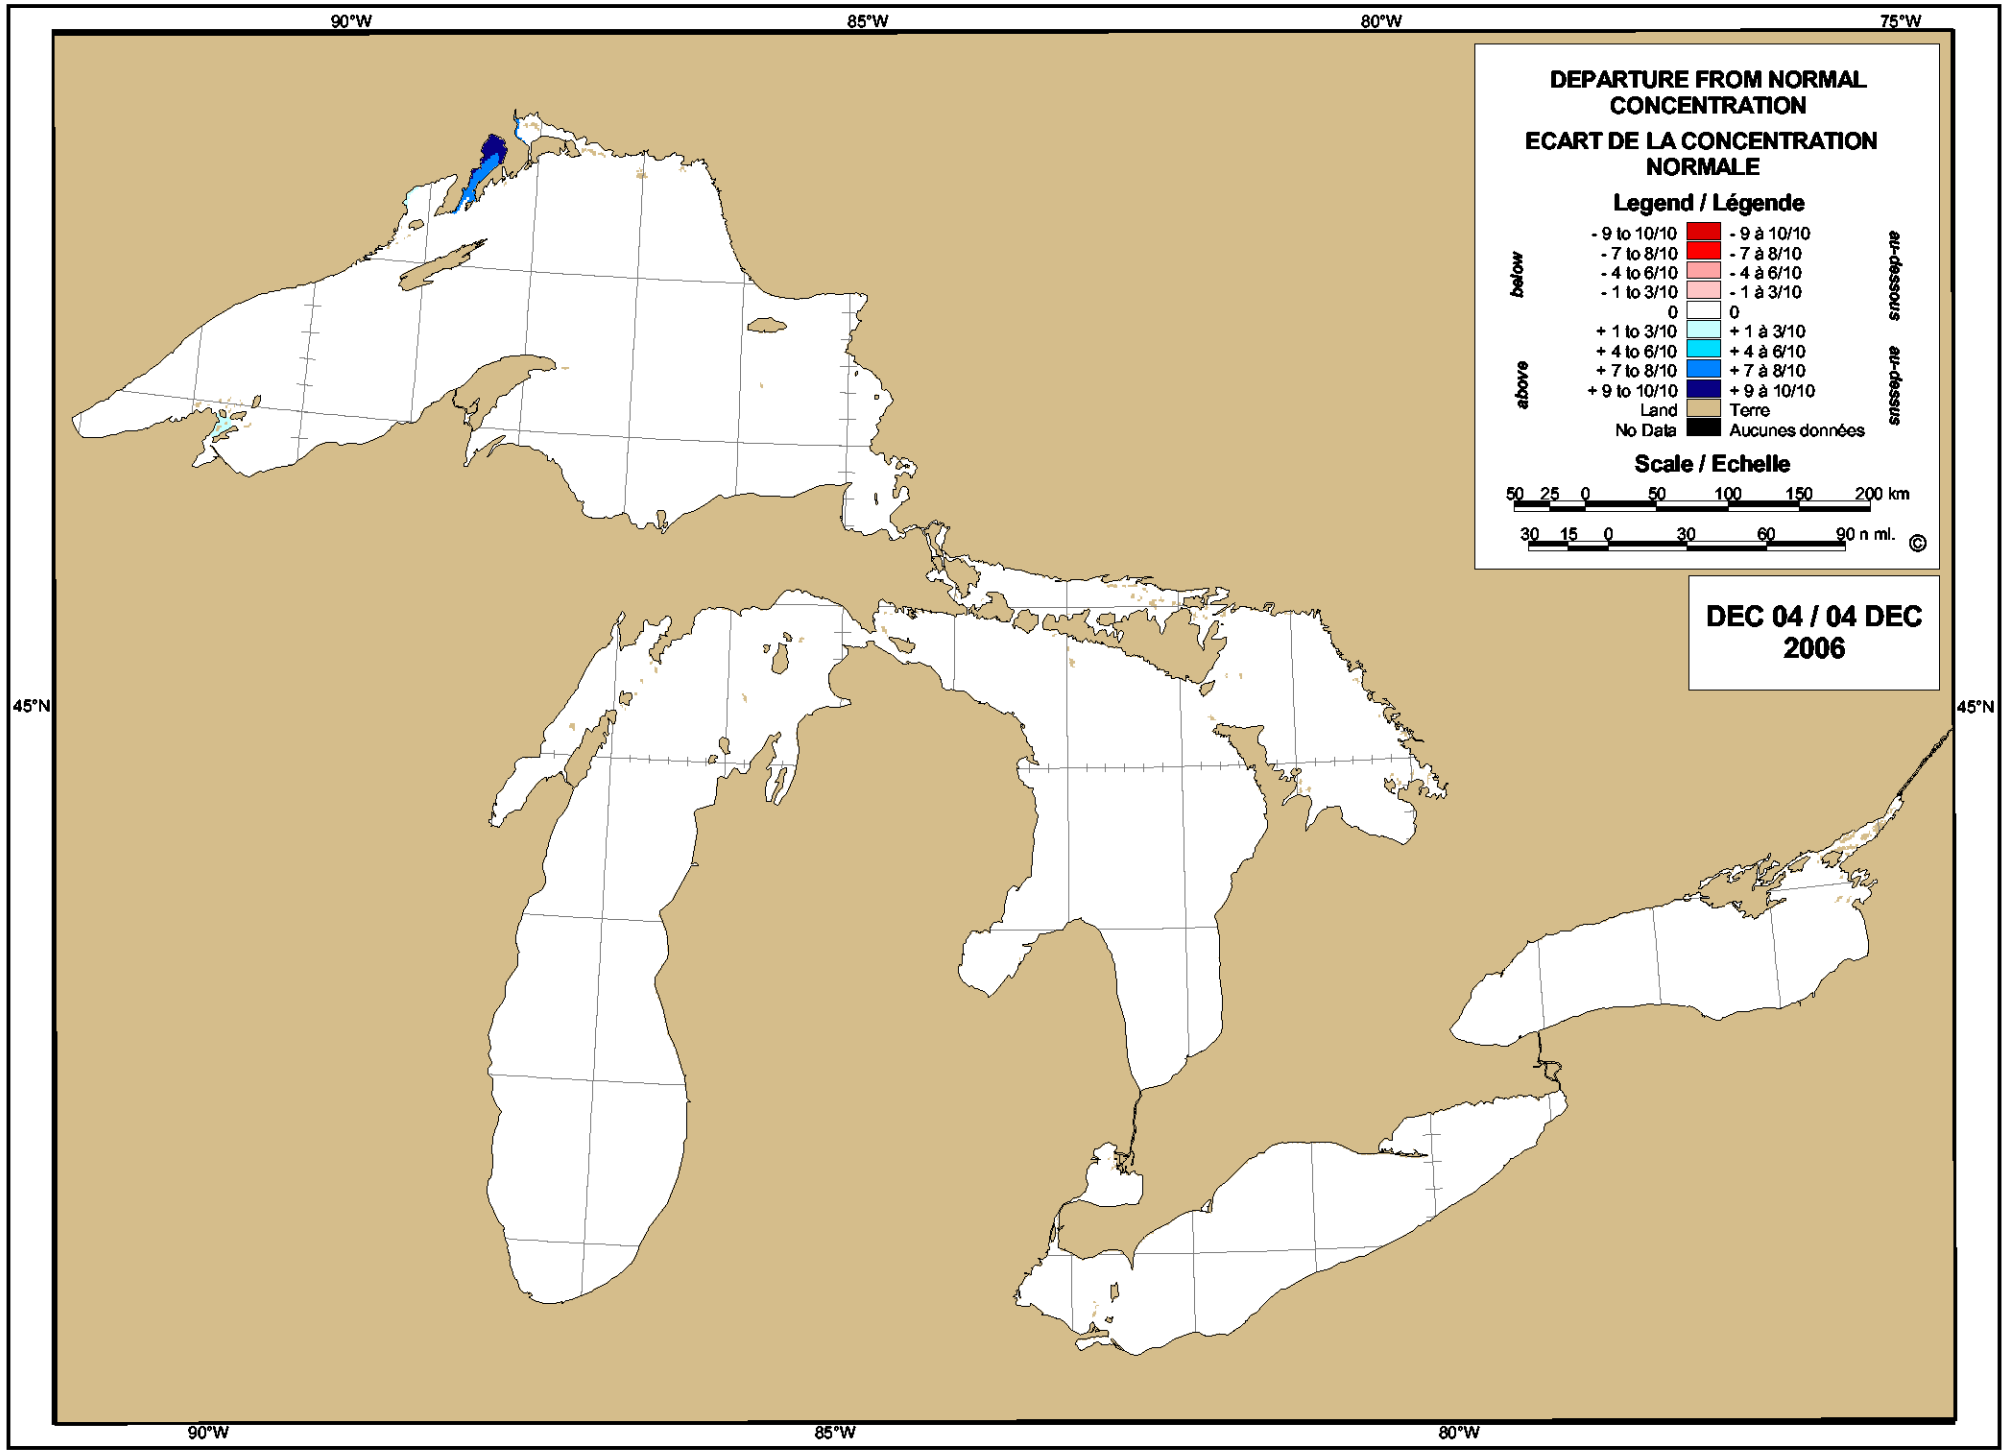 90°W 85°W 80°W 75°W
DEPARTURE FROM NORMAL
CONCENTRATION
ECART DE LA CONCENTRATION
NORMALE
Legend / Légende
- 9 to 10/10 - 9 à 10/10
- 7 to 8/10 - 7 à 8/10
- 4 to 6/10 - 4 à 6/10
- 1 to 3/10 - 1 à 3/10
0 0
+ 1 to 3/10 + 1 à 3/10
+ 4 to 6/10 + 4 à 6/10
+ 7 to 8/10 + 7 à 8/10
+ 9 to 10/10 + 9 à 10/10
Land Terre
No Data Aucunes données
below
above
au-dessous
au-dessus
Scale / Echelle
50 25 0 50 100 150 200 km
30 15 0 30 60 90 n mi.
©
DEC 04 / 04 DEC
2006
45°N 45°N
90°W 85°W 80°W